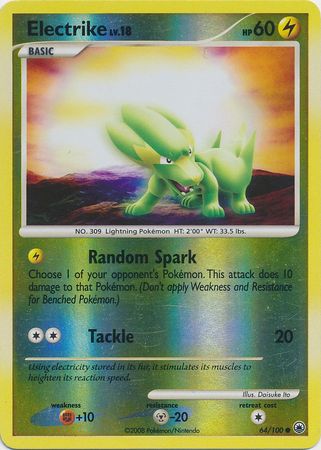 Electrike LV.18 HP 60
BASIC
NO. 309 Lightning Pokémon HT: 2'00" WT: 33.5 lbs.
Random Spark
Choose 1 of your opponent's Pokémon. This attack does 10
damage to that Pokémon. (Don't apply Weakness and Resistance
for Benched Pokémon.)
Tackle 20
Using electricity stored in its fur, it stimulates its muscles to
heighten its reaction speed.
Illus. Daisuke Ito
weakness resistance retreat cost
+10 -20
©2008 Pokémon/Nintendo 64/100